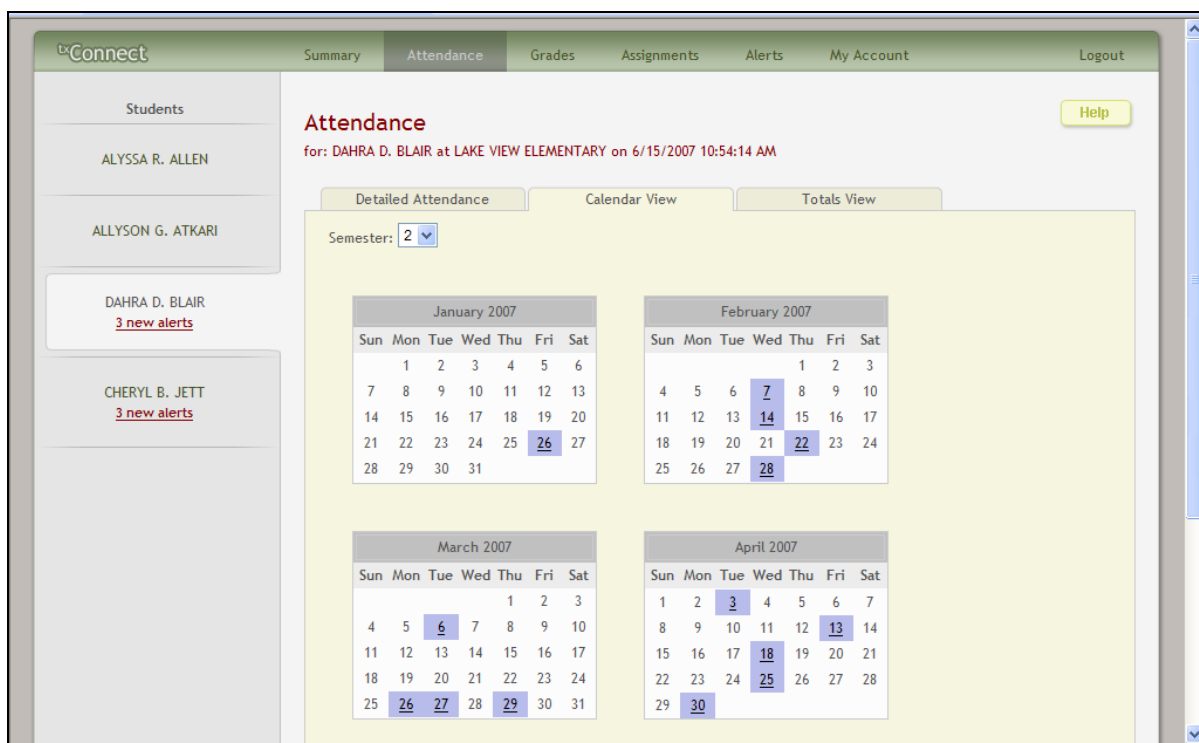 txConnect
Summary Attendance Grades Assignments Alerts My Account Logout
Students
ALYSSA R. ALLEN
ALLYSON G. ATKARI
DAHRA D. BLAIR
3 new alerts
CHERYL B. JETT
3 new alerts
Help
Attendance
for: DAHRA D. BLAIR at LAKE VIEW ELEMENTARY on 6/15/2007 10:54:14 AM
Detailed Attendance Calendar View Totals View
Semester: 2
January 2007
Sun Mon Tue Wed Thu Fri Sat
1 2 3 4 5 6
7 8 9 10 11 12 13
14 15 16 17 18 19 20
21 22 23 24 25 26 27
28 29 30 31
February 2007
Sun Mon Tue Wed Thu Fri Sat
1 2 3
4 5 6 7 8 9 10
11 12 13 14 15 16 17
18 19 20 21 22 23 24
25 26 27 28
March 2007
Sun Mon Tue Wed Thu Fri Sat
1 2 3
4 5 6 7 8 9 10
11 12 13 14 15 16 17
18 19 20 21 22 23 24
25 26 27 28 29 30 31
April 2007
Sun Mon Tue Wed Thu Fri Sat
1 2 3 4 5 6 7
8 9 10 11 12 13 14
15 16 17 18 19 20 21
22 23 24 25 26 27 28
29 30